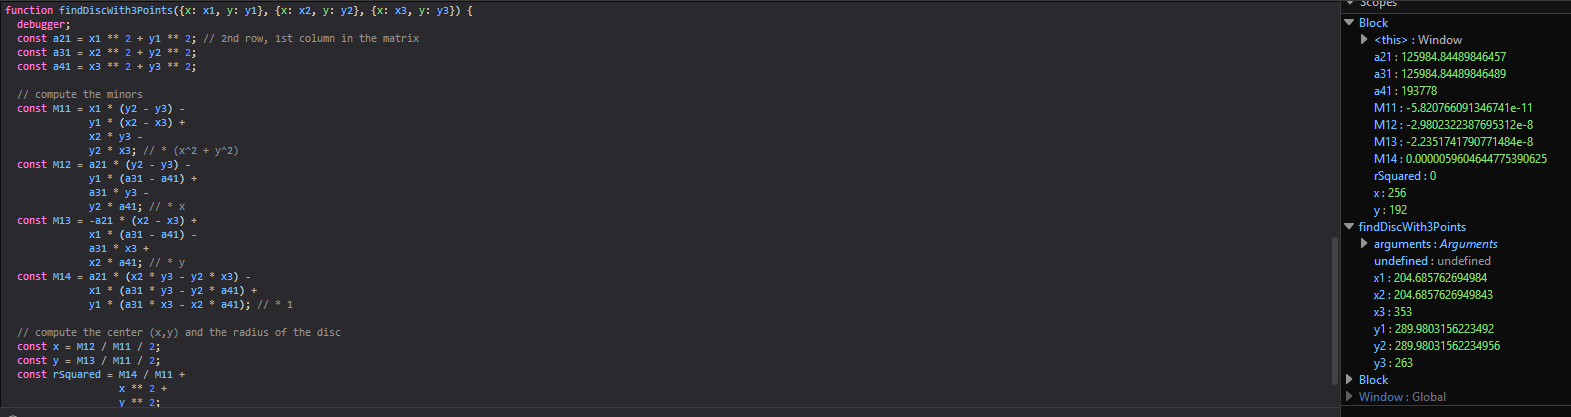 function findDiscWith3Points({x: x1, y: y1}, {x: x2, y: y2}, {x: x3, y: y3}) {
debugger;
const a21 = x1 ** 2 + y1 ** 2; // 2nd row, 1st column in the matrix
const a31 = x2 ** 2 + y2 ** 2;
const a41 = x3 ** 2 + y3 ** 2;
// compute the minors
const M11 = x1 * (y2 - y3) -
y1 * (x2 - x3) +
x2 * y3 -
y2 * x3; // * (x^2 + y^2)
const M12 = a21 * (y2 - y3) -
y1 * (a31 - a41) +
a31 * y3 -
y2 * a41; // * x
const M13 = -a21 * (x2 - x3) +
x1 * (a31 - a41) -
a31 * x3 +
x2 * a41; // * y
const M14 = a21 * (x2 * y3 - y2 * x3) -
x1 * (a31 * y3 - y2 * a41) +
y1 * (a31 * x3 - x2 * a41); // * 1
// compute the center (x,y) and the radius of the disc
const x = M12 / M11 / 2;
const y = M13 / M11 / 2;
const rSquared = M14 / M11 +
x ** 2 +
y ** 2;
Scopes
Block
<this> : Window
a21 : 125984.84489846457
a31 : 125984.84489846489
a41 : 193778
M11 : -5.820766091346741e-11
M12 : -2.9802322387695312e-8
M13 : -2.2351741790771484e-8
M14 : 0.0000059604644775390625
rSquared : 0
x : 256
y : 192
findDiscWith3Points
arguments : Arguments
undefined : undefined
x1 : 204.685762694984
x2 : 204.6857626949843
x3 : 353
y1 : 289.9803156223492
y2 : 289.98031562234956
y3 : 263
Block
Window : Global